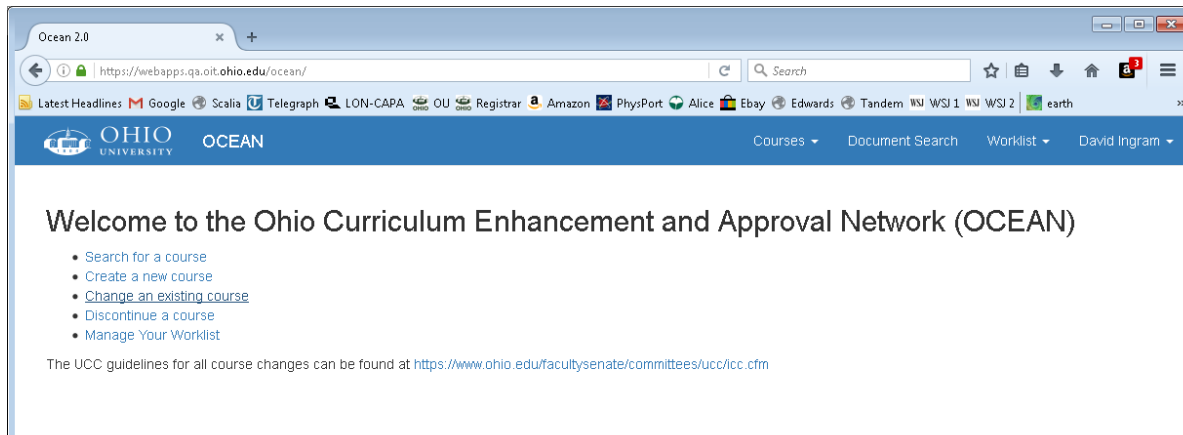 Ocean 2.0
https://webapps.qa.oit.ohio.edu/ocean/
Search
a 3
Latest Headlines Google Scalia Telegraph LON-CAPA OU Registrar Amazon PhysPort Alice Ebay Edwards Tandem WSJ WSJ 1 WSJ WSJ 2 earth »
OHIO UNIVERSITY OCEAN Courses Document Search Worklist David Ingram
Welcome to the Ohio Curriculum Enhancement and Approval Network (OCEAN)
Search for a course
Create a new course
Change an existing course
Discontinue a course
Manage Your Worklist
The UCC guidelines for all course changes can be found at https://www.ohio.edu/facultysenate/committees/ucc/icc.cfm